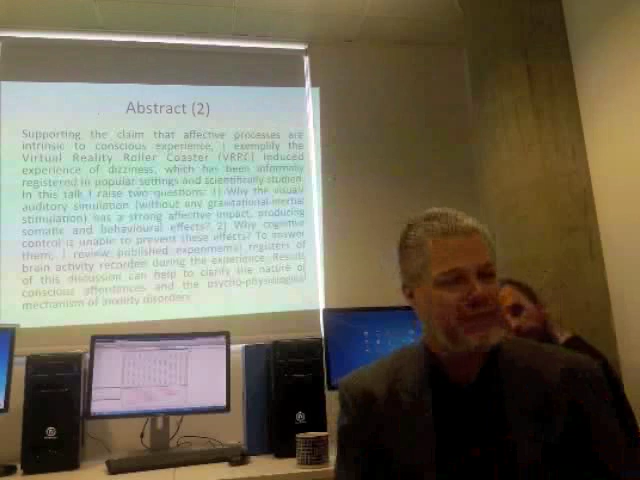 Abstract (2)
Supporting the claim that affective processes are
intrinsic to conscious experience, I exemplify the
Virtual Reality Roller Coaster (VRRC) induced
experience of dizziness, which has been informally
registered in popular settings and scientifically studied.
In this talk I raise two questions: 1) Why the visual/
auditory simulation (without any gravitational-inertial
stimulation) has a strong affective impact, producing
somatic and behavioural effects? 2) Why cognitive
control is unable to prevent these effects? To answer
them, I review published experimental registers of
brain activity recorded during the experience. Results
of this discussion can help to clarify the nature of
conscious affordances and the psycho-physiological
mechanism of anxiety disorders